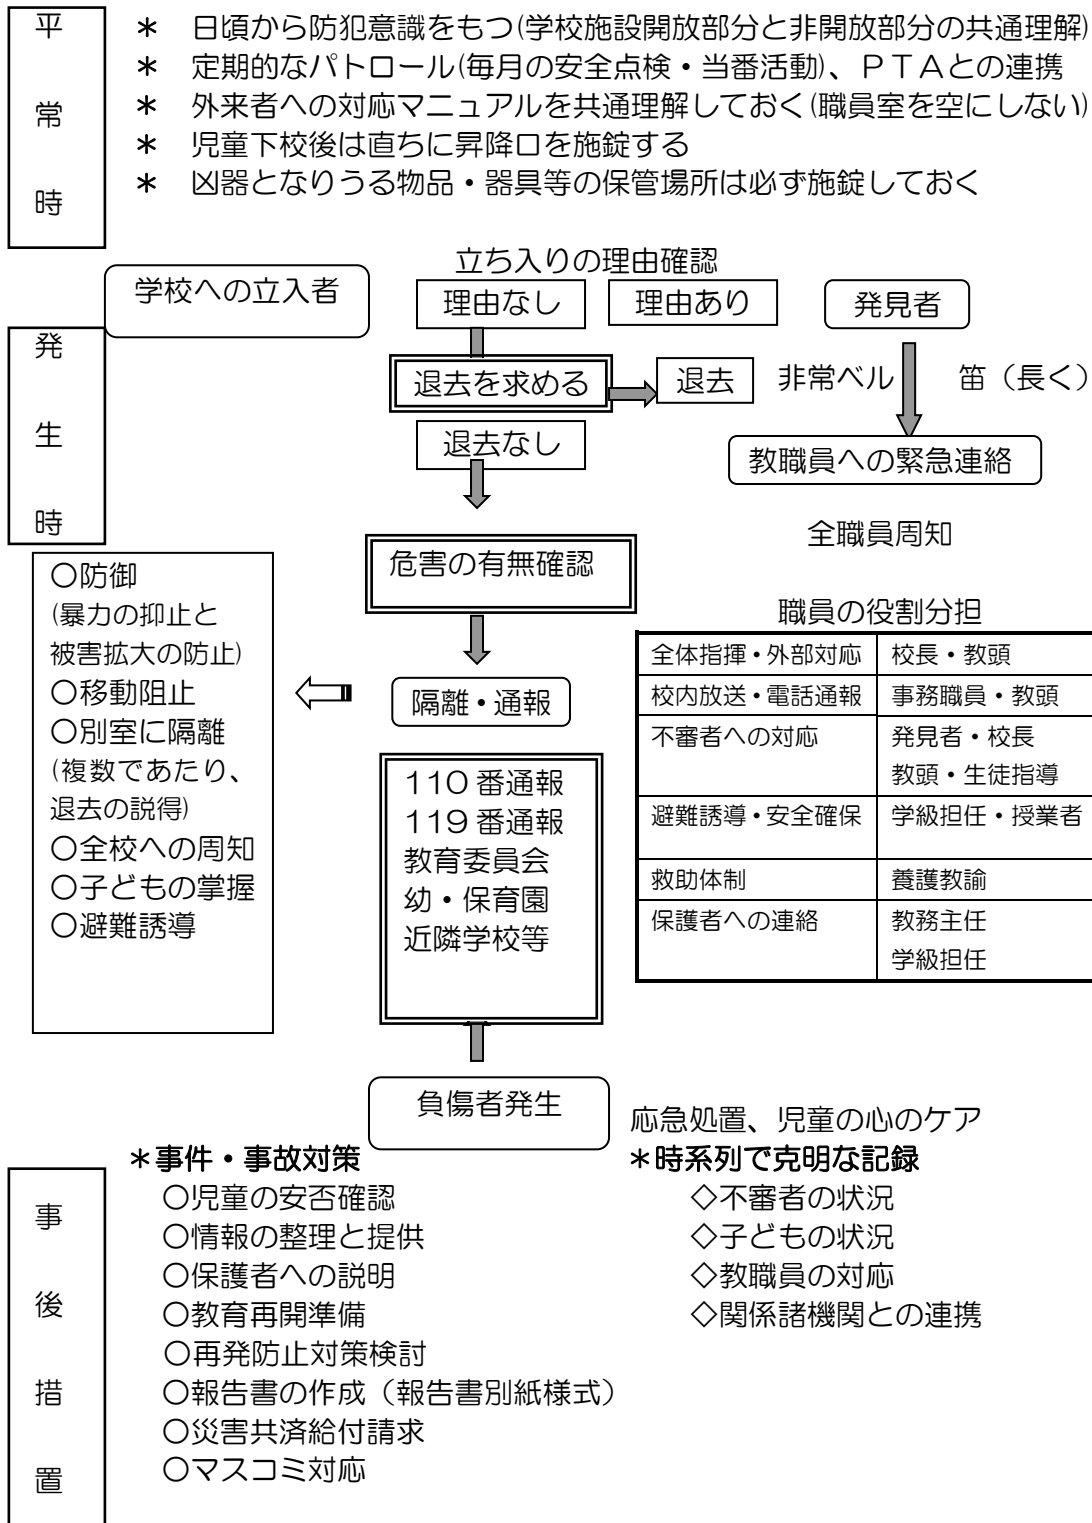 平常時
＊　日頃から防犯意識をもつ(学校施設開放部分と非開放部分の共通理解)
＊　定期的なパトロール(毎月の安全点検・当番活動)、ＰＴＡとの連携
＊　外来者への対応マニュアルを共通理解しておく(職員室を空にしない)
＊　児童下校後は直ちに昇降口を施錠する
＊　凶器となりうる物品・器具等の保管場所は必ず施錠しておく
発生時
学校への立入者
立ち入りの理由確認
理由なし
理由あり
発見者
退去を求める
退去
非常ベル
笛（長く）
退去なし
教職員への緊急連絡
全職員周知
危害の有無確認
隔離・通報
〇防御
(暴力の抑止と
被害拡大の防止)
〇移動阻止
〇別室に隔離
(複数であたり、
退去の説得)
〇全校への周知
〇子どもの掌握
〇避難誘導
110番通報
119番通報
教育委員会
幼・保育園
近隣学校等
職員の役割分担
全体指揮・外部対応　校長・教頭
校内放送・電話通報　事務職員・教頭
不審者への対応　発見者・校長
教頭・生徒指導
避難誘導・安全確保　学級担任・授業者
救助体制　養護教諭
保護者への連絡　教務主任
学級担任
負傷者発生
応急処置、児童の心のケア
事後措置
＊事件・事故対策
〇児童の安否確認
〇情報の整理と提供
〇保護者への説明
〇教育再開準備
〇再発防止対策検討
〇報告書の作成（報告書別紙様式）
〇災害共済給付請求
〇マスコミ対応
＊時系列で克明な記録
◇不審者の状況
◇子どもの状況
◇教職員の対応
◇関係諸機関との連携